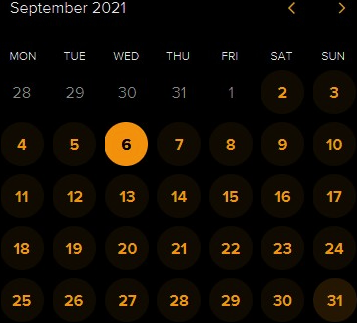 September 2021
MON TUE WED THU FRI SAT SUN
28 29 30 31 1 2 3
4 5 6 7 8 9 10
11 12 13 14 15 16 17
18 19 20 21 22 23 24
25 26 27 28 29 30 31